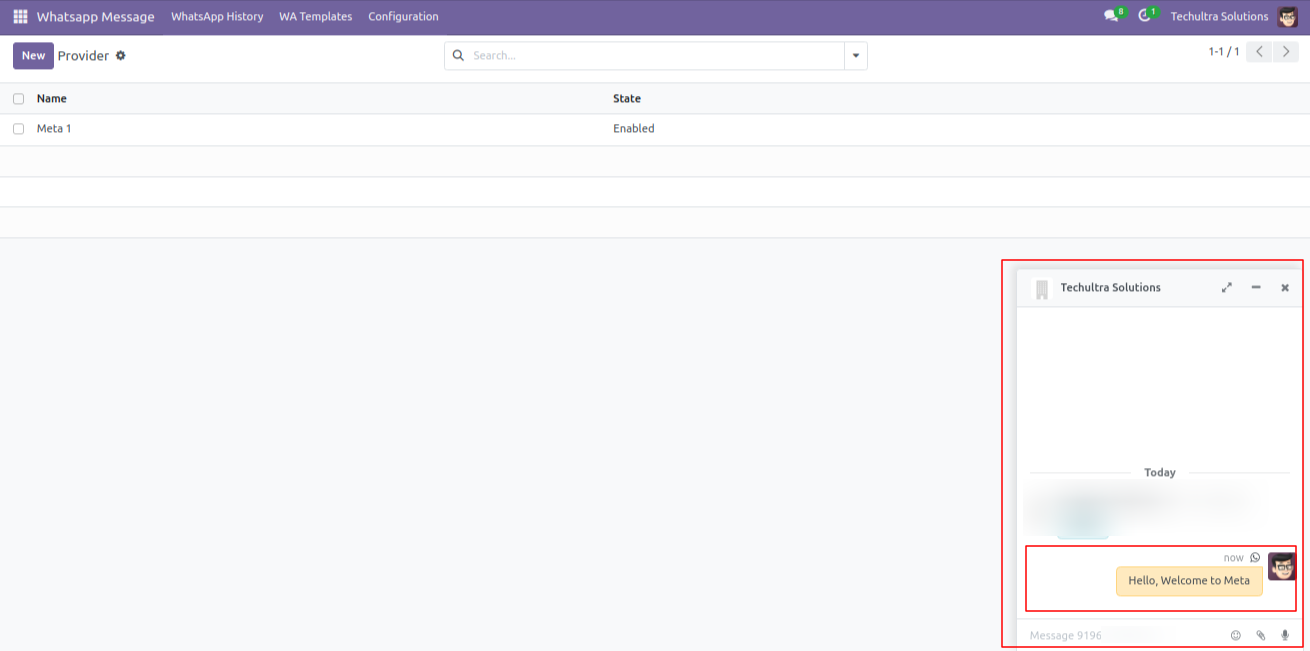 Whatsapp Message WhatsApp History WA Templates Configuration 8 1 Techultra Solutions
New Provider Search... 1-1 / 1
Name State
Meta 1 Enabled
Techultra Solutions
Today
now
Hello, Welcome to Meta
Message 9196